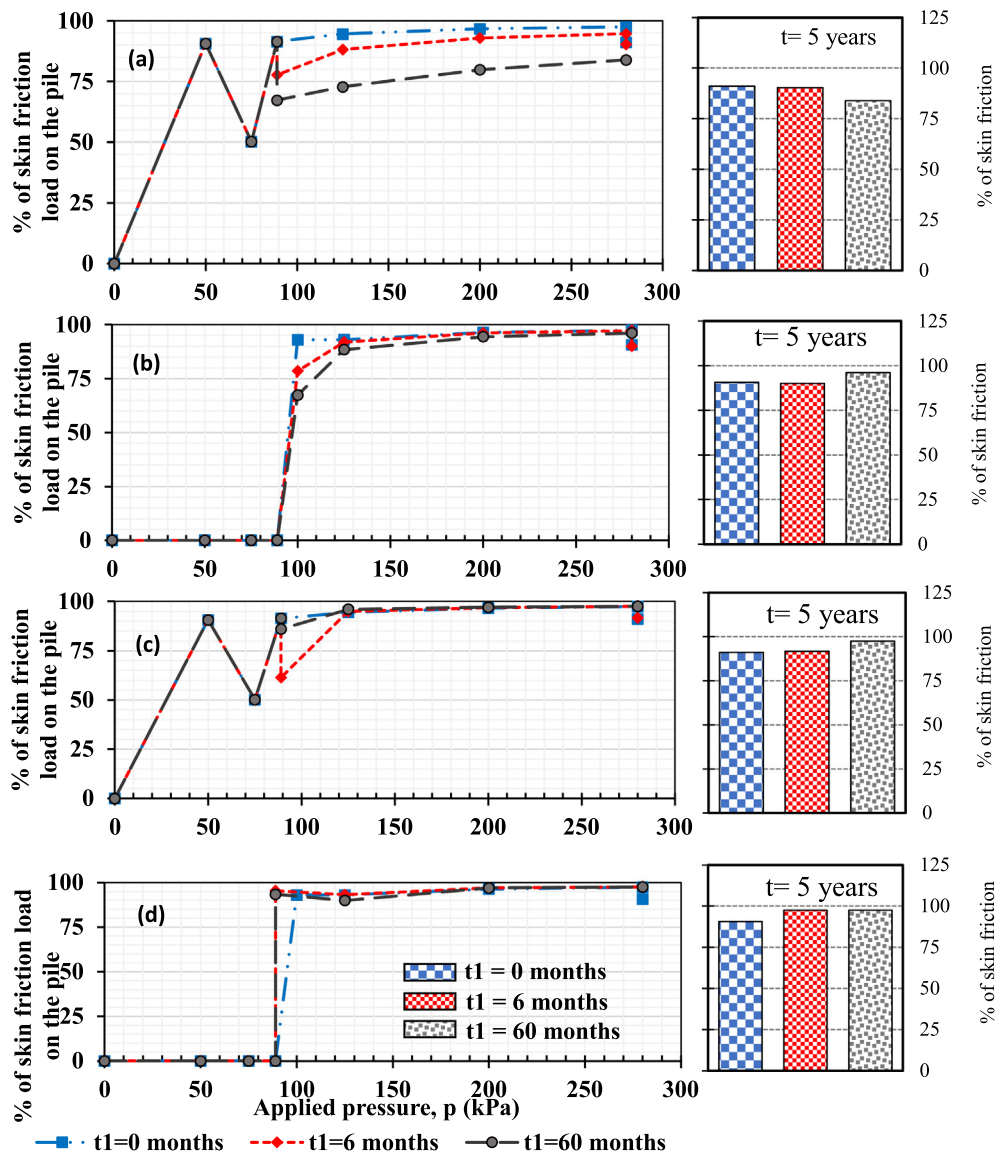 % of skin friction
load on the pile
100
75
50
25
0
(a)
0 50 100 150 200 250 300
t= 5 years
125
100
75
50
25
0
% of skin friction
% of skin friction
load on the pile
100
75
50
25
0
(b)
0 50 100 150 200 250 300
t= 5 years
125
100
75
50
25
0
% of skin friction
% of skin friction
load on the pile
100
75
50
25
0
(c)
0 50 100 150 200 250 300
t= 5 years
125
100
75
50
25
0
% of skin friction
% of skin friction load
on the pile
100
75
50
25
0
(d)
t1 = 0 months
t1 = 6 months
t1 = 60 months
0 50 100 150 200 250 300
Applied pressure, p (kPa)
t= 5 years
125
100
75
50
25
0
% of skin friction
t1=0 months t1=6 months t1=60 months